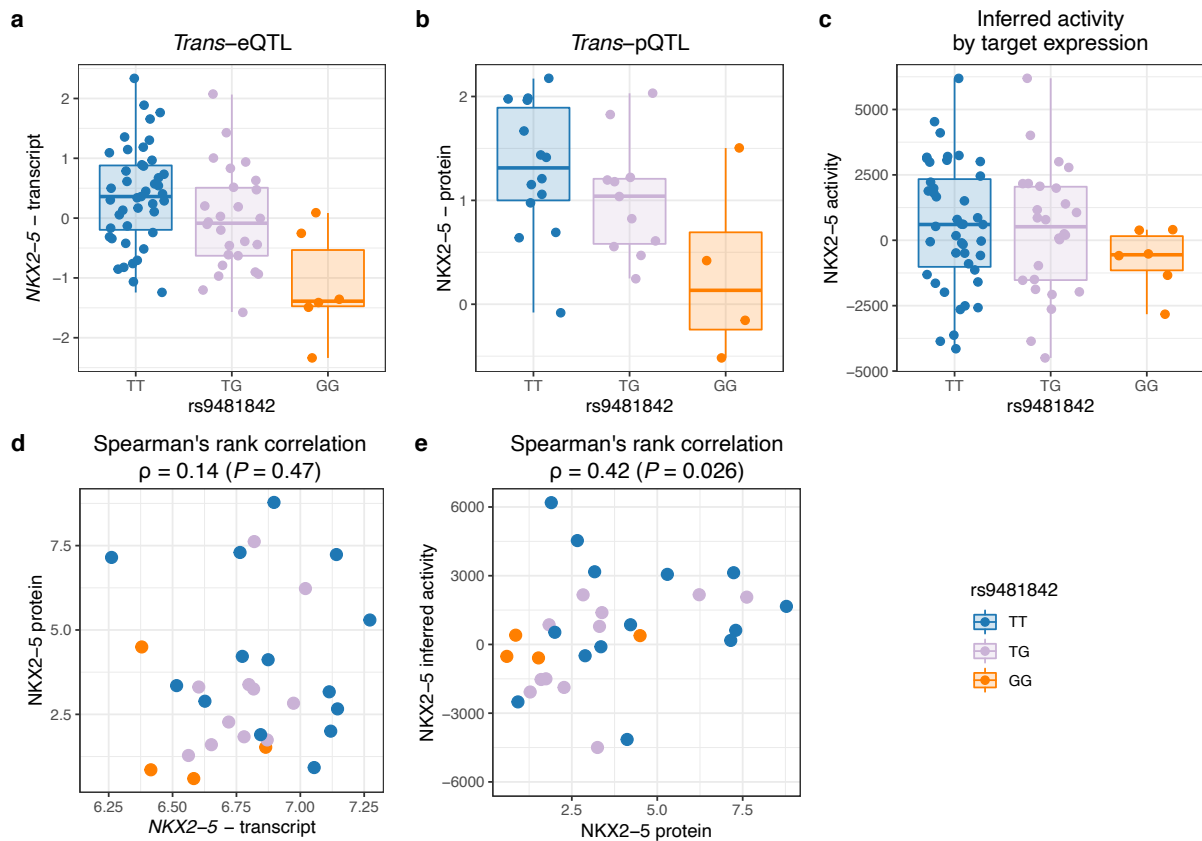 a
Trans−eQTL
NKX2−5 − transcript
2
1
0
−1
−2
TT
TG
GG
rs9481842
b
Trans−pQTL
NKX2−5 − protein
2
1
0
TT
TG
GG
rs9481842
c
Inferred activity
by target expression
NKX2−5 activity
5000
2500
0
−2500
−5000
TT
TG
GG
rs9481842
d
Spearman's rank correlation
ρ = 0.14 (P = 0.47)
NKX2−5 protein
7.5
5.0
2.5
6.25
6.50
6.75
7.00
7.25
NKX2−5 − transcript
e
Spearman's rank correlation
ρ = 0.42 (P = 0.026)
NKX2−5 inferred activity
6000
3000
0
−3000
−6000
2.5
5.0
7.5
NKX2−5 protein
rs9481842
TT
TG
GG